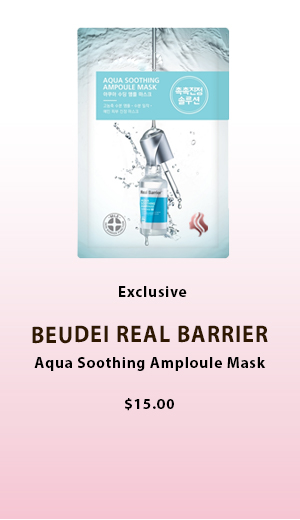 AQUA SOOTHING
AMPOULE MASK
촉촉진정
솔루션
Real Barrier
Exclusive
BEUDEI REAL BARRIER
Aqua Soothing Amploule Mask
$15.00